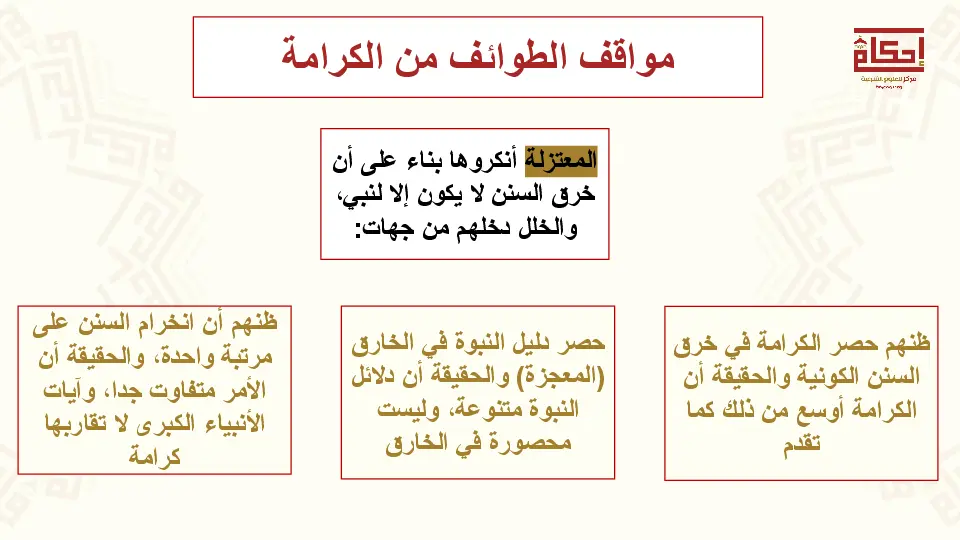 مواقف الطوائف من الكرامة
إحكام
مركز للعلوم الشرعية
المعتزلة أنكروها بناء على أن
خرق السنن لا يكون إلا لنبي،
والخلل دخلهم من جهات:
ظنهم حصر الكرامة في خرق
السنن الكونية والحقيقة أن
الكرامة أوسع من ذلك كما
تقدم
حصر دليل النبوة في الخارق
(المعجزة) والحقيقة أن دلائل
النبوة متنوعة، وليست
محصورة في الخارق
ظنهم أن انخرام السنن على
مرتبة واحدة، والحقيقة أن
الأمر متفاوت جدا، وآيات
الأنبياء الكبرى لا تقاربها
كرامة